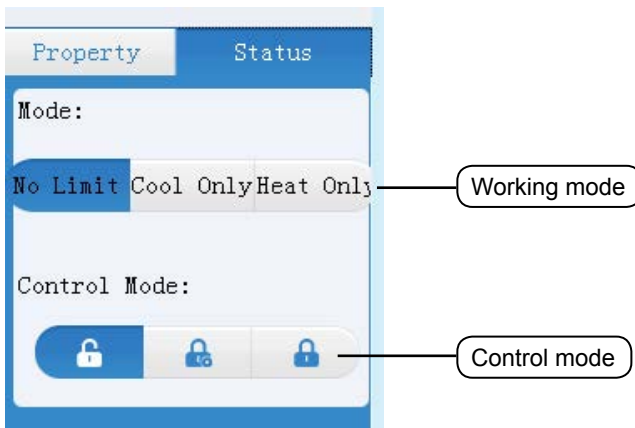 Property Status
Mode:
No Limit Cool Only Heat Only
Working mode
Control Mode:
Control mode